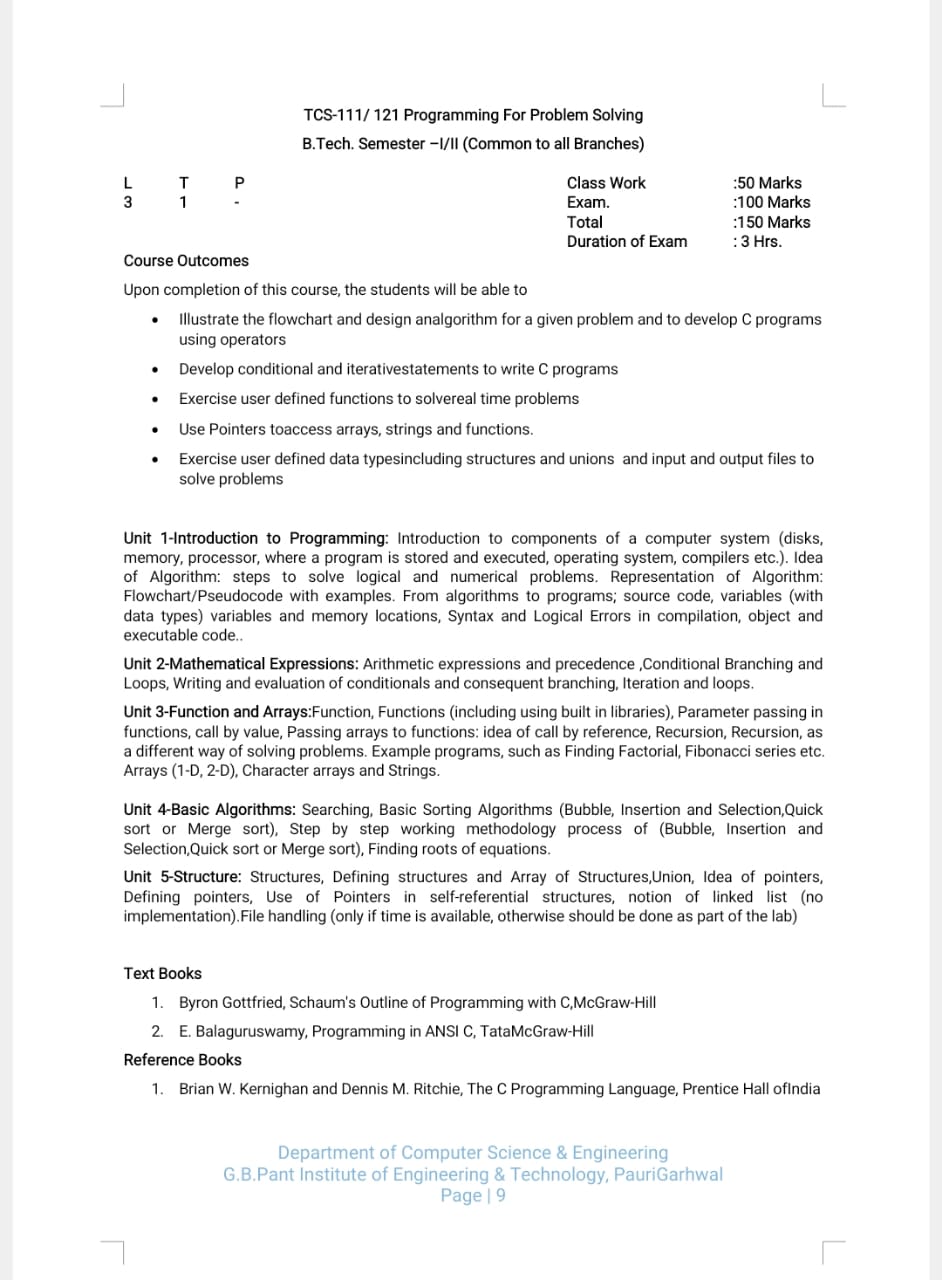 TCS-111/ 121 Programming For Problem Solving
B.Tech. Semester –I/II (Common to all Branches)
L T P Class Work :50 Marks
3 1 - Exam. :100 Marks
Total :150 Marks
Duration of Exam : 3 Hrs.
Course Outcomes
Upon completion of this course, the students will be able to
• Illustrate the flowchart and design analgorithm for a given problem and to develop C programs
using operators
• Develop conditional and iterativestatements to write C programs
• Exercise user defined functions to solvereal time problems
• Use Pointers toaccess arrays, strings and functions.
• Exercise user defined data typesincluding structures and unions and input and output files to
solve problems
Unit 1-Introduction to Programming: Introduction to components of a computer system (disks,
memory, processor, where a program is stored and executed, operating system, compilers etc.). Idea
of Algorithm: steps to solve logical and numerical problems. Representation of Algorithm:
Flowchart/Pseudocode with examples. From algorithms to programs; source code, variables (with
data types) variables and memory locations, Syntax and Logical Errors in compilation, object and
executable code..
Unit 2-Mathematical Expressions: Arithmetic expressions and precedence ,Conditional Branching and
Loops, Writing and evaluation of conditionals and consequent branching, Iteration and loops.
Unit 3-Function and Arrays:Function, Functions (including using built in libraries), Parameter passing in
functions, call by value, Passing arrays to functions: idea of call by reference, Recursion, Recursion, as
a different way of solving problems. Example programs, such as Finding Factorial, Fibonacci series etc.
Arrays (1-D, 2-D), Character arrays and Strings.
Unit 4-Basic Algorithms: Searching, Basic Sorting Algorithms (Bubble, Insertion and Selection,Quick
sort or Merge sort), Step by step working methodology process of (Bubble, Insertion and
Selection,Quick sort or Merge sort), Finding roots of equations.
Unit 5-Structure: Structures, Defining structures and Array of Structures,Union, Idea of pointers,
Defining pointers, Use of Pointers in self-referential structures, notion of linked list (no
implementation).File handling (only if time is available, otherwise should be done as part of the lab)
Text Books
1. Byron Gottfried, Schaum's Outline of Programming with C,McGraw-Hill
2. E. Balaguruswamy, Programming in ANSI C, TataMcGraw-Hill
Reference Books
1. Brian W. Kernighan and Dennis M. Ritchie, The C Programming Language, Prentice Hall ofIndia
Department of Computer Science & Engineering
G.B.Pant Institute of Engineering & Technology, PauriGarhwal
Page | 9